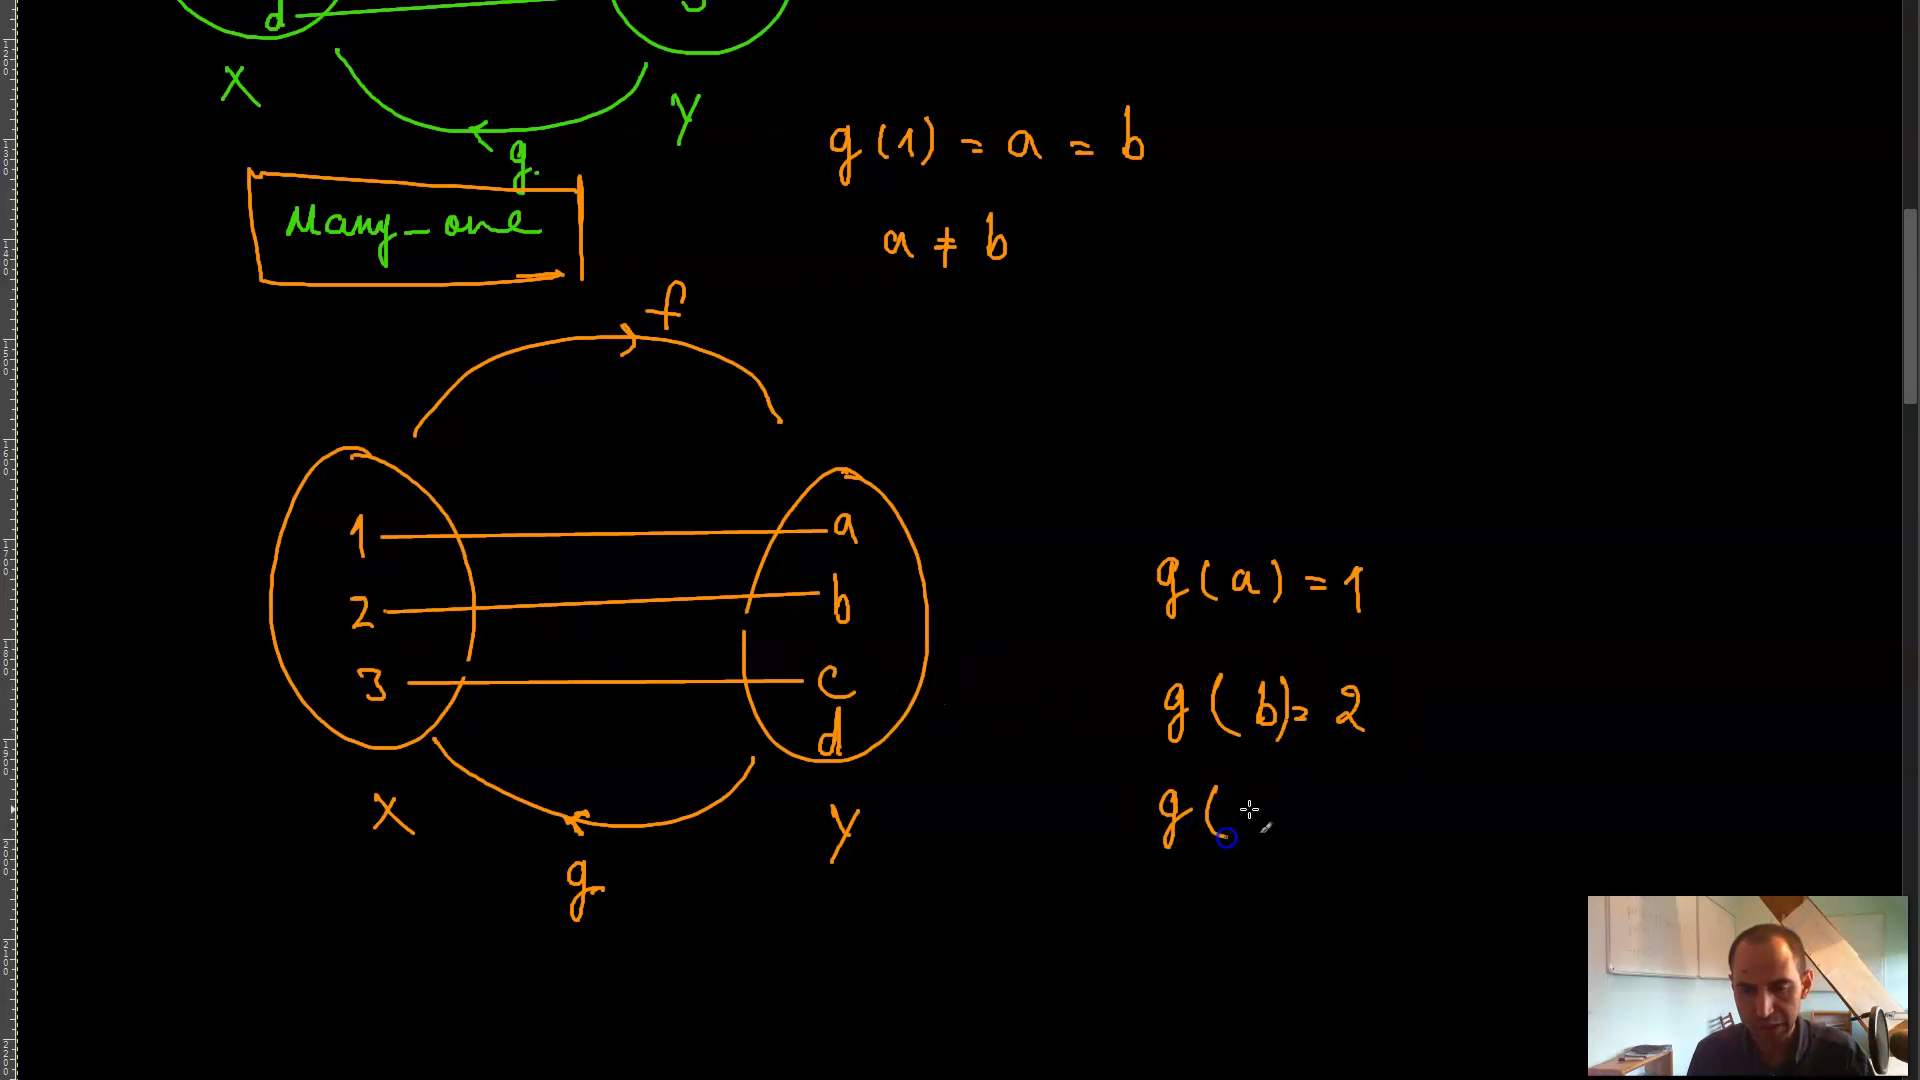 d
X
y
g
g(1) = a = b
Many-one
a ≠ b
f
1 a
2 b
3 c
d
X
y
g
g(a) = 1
g(b) = 2
g(